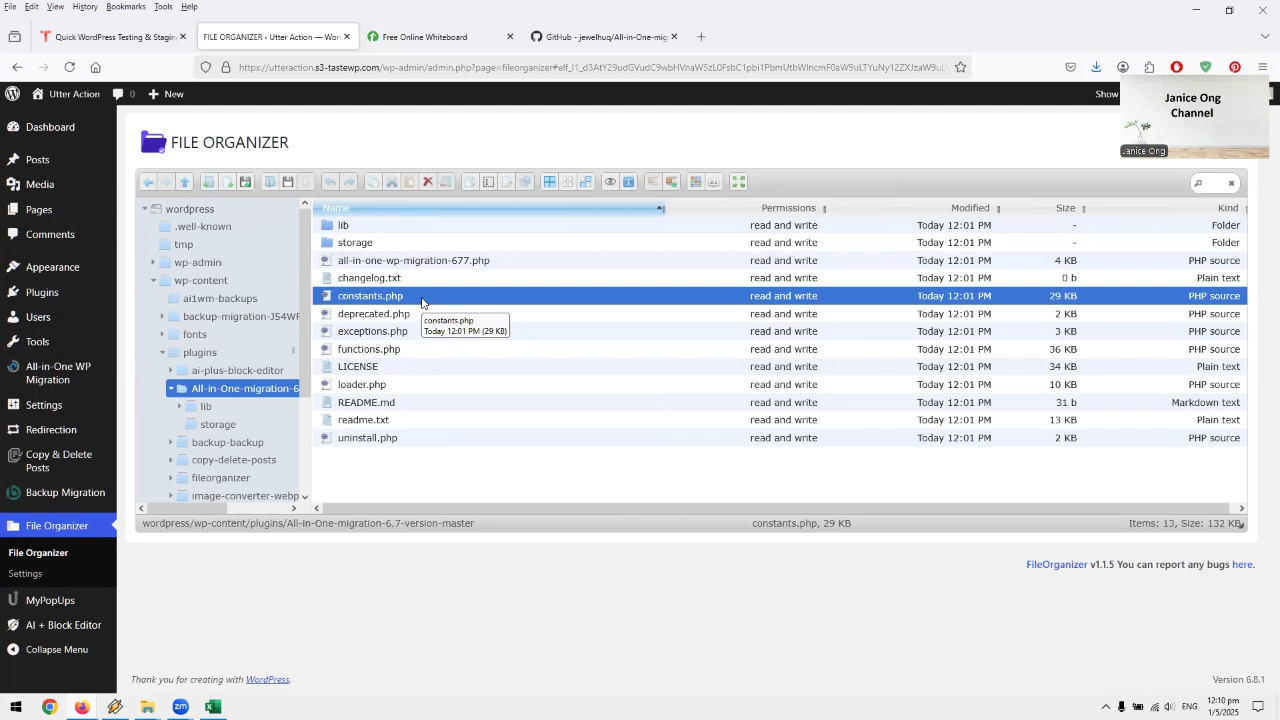 File Edit View History Bookmarks Tools Help
Quick WordPress Testing & Staging
FILE ORGANIZER ‹ Utter Action — Wor
Free Online Whiteboard
GitHub - jewelhuq/All-in-One-mig
Utter Action
0
New
Show
Janice Ong
Channel
Janice Ong
Dashboard
Posts
Media
Pages
Comments
Appearance
Plugins
Users
Tools
All-in-One WP
Migration
Settings
Redirection
Copy & Delete
Posts
Backup Migration
File Organizer
File Organizer
Settings
MyPopUps
AI + Block Editor
Collapse Menu
FILE ORGANIZER
wordpress
.well-known
tmp
wp-admin
wp-content
ai1wm-backups
backup-migration-J54WF
fonts
plugins
ai-plus-block-editor
All-in-One-migration-6
lib
storage
backup-backup
copy-delete-posts
fileorganizer
image-converter-webp
Name Permissions Modified Size Kind
lib read and write Today 12:01 PM - Folder
storage read and write Today 12:01 PM - Folder
all-in-one-wp-migration-677.php read and write Today 12:01 PM 4 KB PHP source
changelog.txt read and write Today 12:01 PM 0 b Plain text
constants.php read and write Today 12:01 PM 29 KB PHP source
deprecated.php read and write Today 12:01 PM 2 KB PHP source
exceptions.php read and write Today 12:01 PM 3 KB PHP source
functions.php read and write Today 12:01 PM 36 KB PHP source
LICENSE read and write Today 12:01 PM 34 KB Plain text
loader.php read and write Today 12:01 PM 10 KB PHP source
README.md read and write Today 12:01 PM 31 b Markdown text
readme.txt read and write Today 12:01 PM 13 KB Plain text
uninstall.php read and write Today 12:01 PM 2 KB PHP source
constants.php
Today 12:01 PM (29 KB)
wordpress/wp-content/plugins/All-in-One-migration-6.7-version-master
constants.php, 29 KB
Items: 13, Size: 132 KB
FileOrganizer v1.1.5 You can report any bugs here.
Thank you for creating with WordPress.
Version 6.8.1
ENG
12:10 PM
1/5/2025